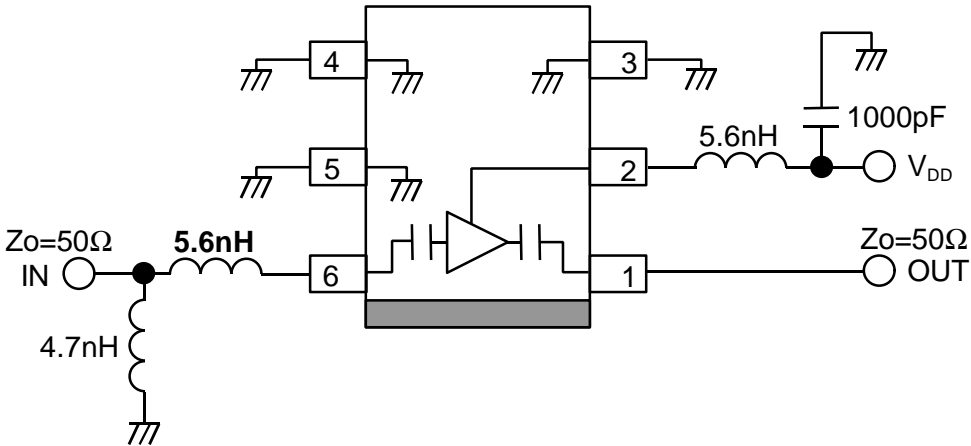 4
3
1000pF
5.6nH
5
2
V_DD
Zo=50Ω
5.6nH
Zo=50Ω
IN
6
1
OUT
4.7nH